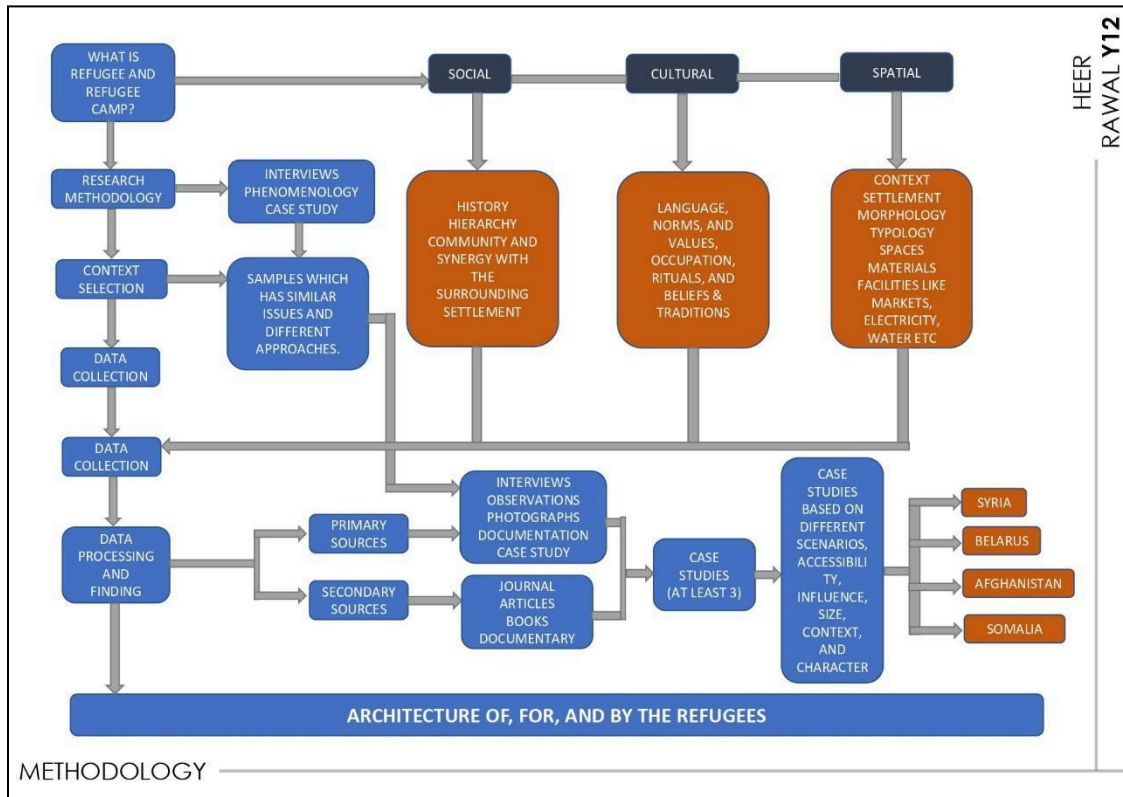 WHAT IS
REFUGEE AND
REFUGEE
CAMP?
SOCIAL
CULTURAL
SPATIAL
HEER
RAWAL Y12
RESEARCH
METHODOLOGY
INTERVIEWS
PHENOMENOLOGY
CASE STUDY
HISTORY
HIERARCHY
COMMUNITY AND
SYNERGY WITH
THE
SURROUNDING
SETTLEMENT
LANGUAGE,
NORMS, AND
VALUES,
OCCUPATION,
RITUALS, AND
BELIEFS &
TRADITIONS
CONTEXT
SETTLEMENT
MORPHOLOGY
TYPOLOGY
SPACES
MATERIALS
FACILITIES LIKE
MARKETS,
ELECTRICITY,
WATER ETC
CONTEXT
SELECTION
SAMPLES WHICH
HAS SIMILAR
ISSUES AND
DIFFERENT
APPROACHES.
DATA
COLLECTION
DATA
COLLECTION
DATA
PROCESSING
AND
FINDING
PRIMARY
SOURCES
SECONDARY
SOURCES
INTERVIEWS
OBSERVATIONS
PHOTOGRAPHS
DOCUMENTATION
CASE STUDY
JOURNAL
ARTICLES
BOOKS
DOCUMENTARY
CASE
STUDIES
(AT LEAST 3)
CASE
STUDIES
BASED ON
DIFFERENT
SCENARIOS,
ACCESSIBILI
TY,
INFLUENCE,
SIZE,
CONTEXT,
AND
CHARACTER
SYRIA
BELARUS
AFGHANISTAN
SOMALIA
ARCHITECTURE OF, FOR, AND BY THE REFUGEES
METHODOLOGY